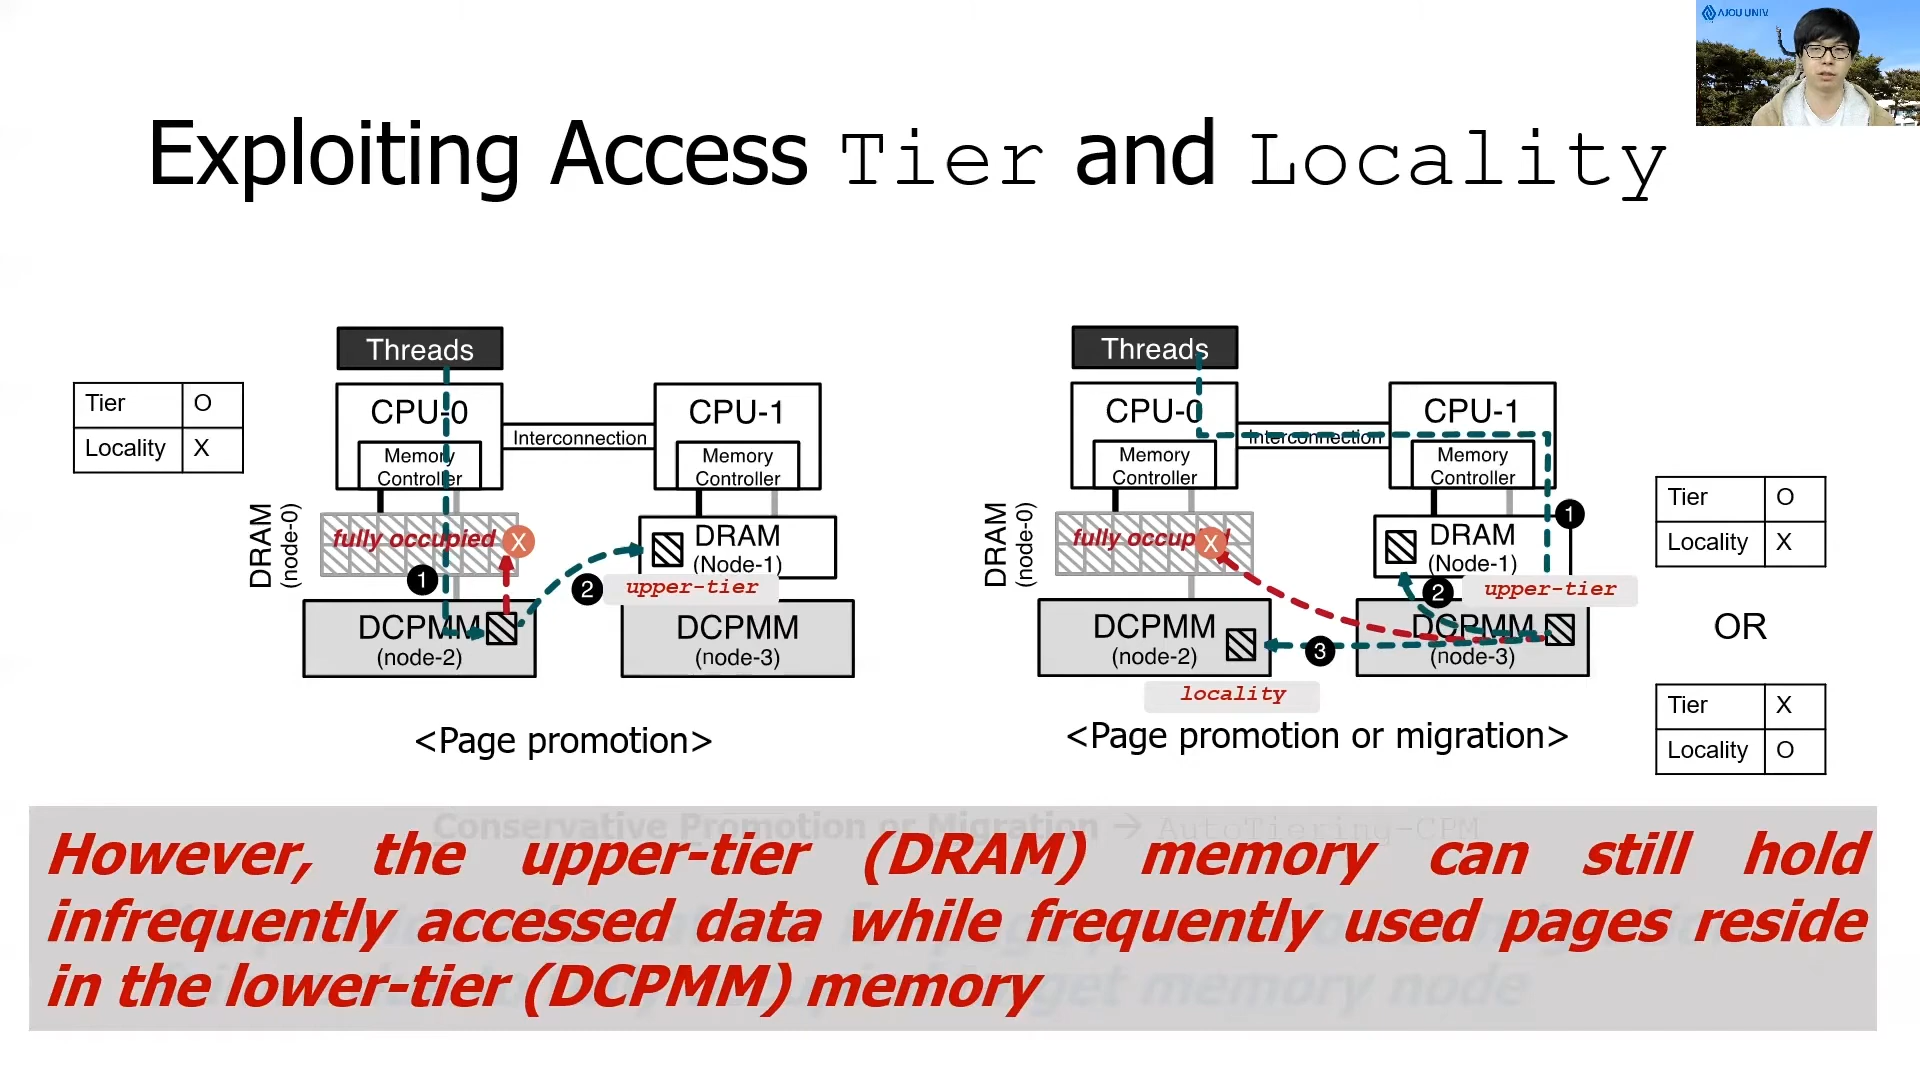 AJOU UNIV.
Exploiting Access Tier and Locality
Threads
CPU-0
CPU-1
Interconnection
Memory
Controller
Memory
Controller
Tier O
Locality X
DRAM
(node-0)
fully occupied
X
1
2
DRAM
(Node-1)
upper-tier
DCPMM
(node-2)
DCPMM
(node-3)
<Page promotion>
Threads
CPU-0
CPU-1
Interconnection
Memory
Controller
Memory
Controller
DRAM
(node-0)
fully occupied
X
1
DRAM
(Node-1)
2
upper-tier
DCPMM
(node-2)
3
DCPMM
(node-3)
locality
<Page promotion or migration>
Tier O
Locality X
OR
Tier X
Locality O
Conservative Promotion or Migration → AutoTiering-CPM
However, the upper-tier (DRAM) memory can still hold
infrequently accessed data while frequently used pages reside
in the lower-tier (DCPMM) memory